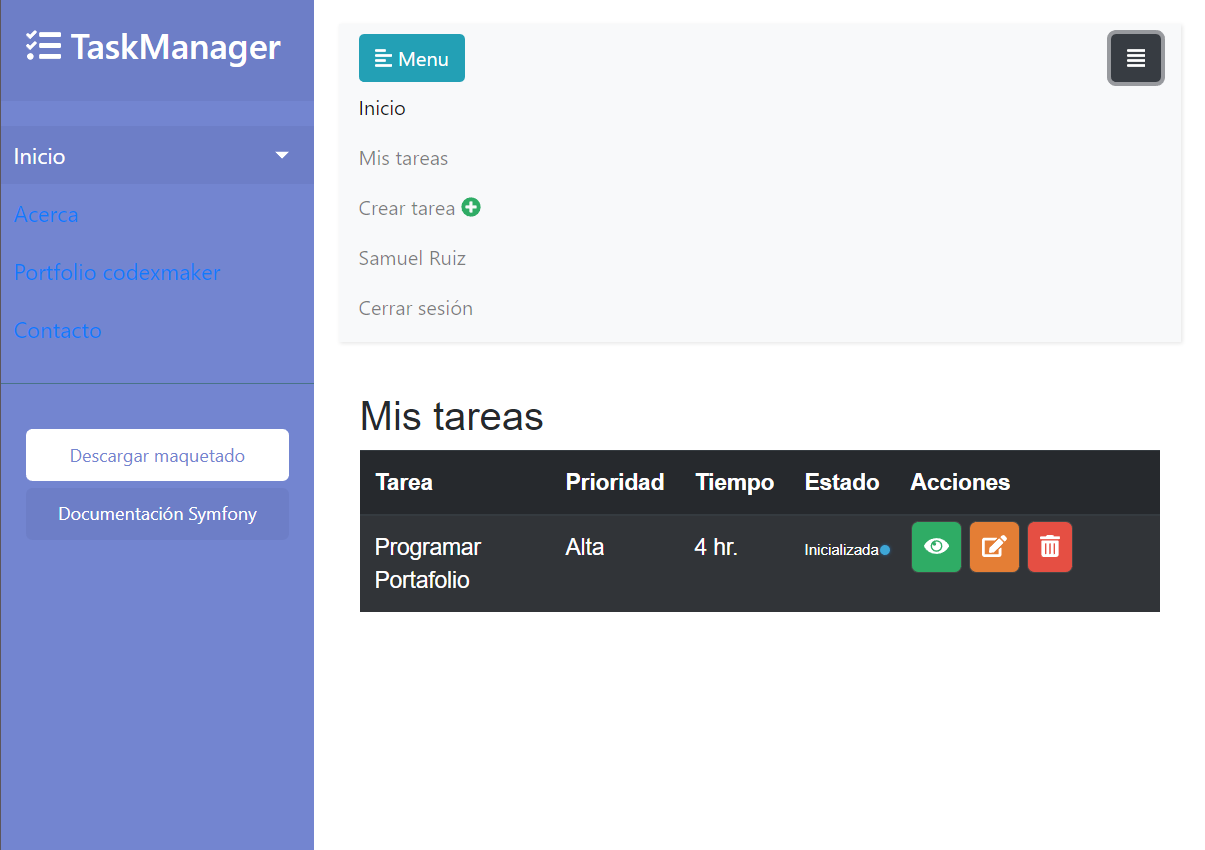 TaskManager
Inicio
Acerca
Portfolio codexmaker
Contacto
Descargar maquetado
Documentación Symfony
Menu
Inicio
Mis tareas
Crear tarea
Samuel Ruiz
Cerrar sesión
Mis tareas
Tarea Prioridad Tiempo Estado Acciones
Programar Alta 4 hr. Inicializada
Portafolio